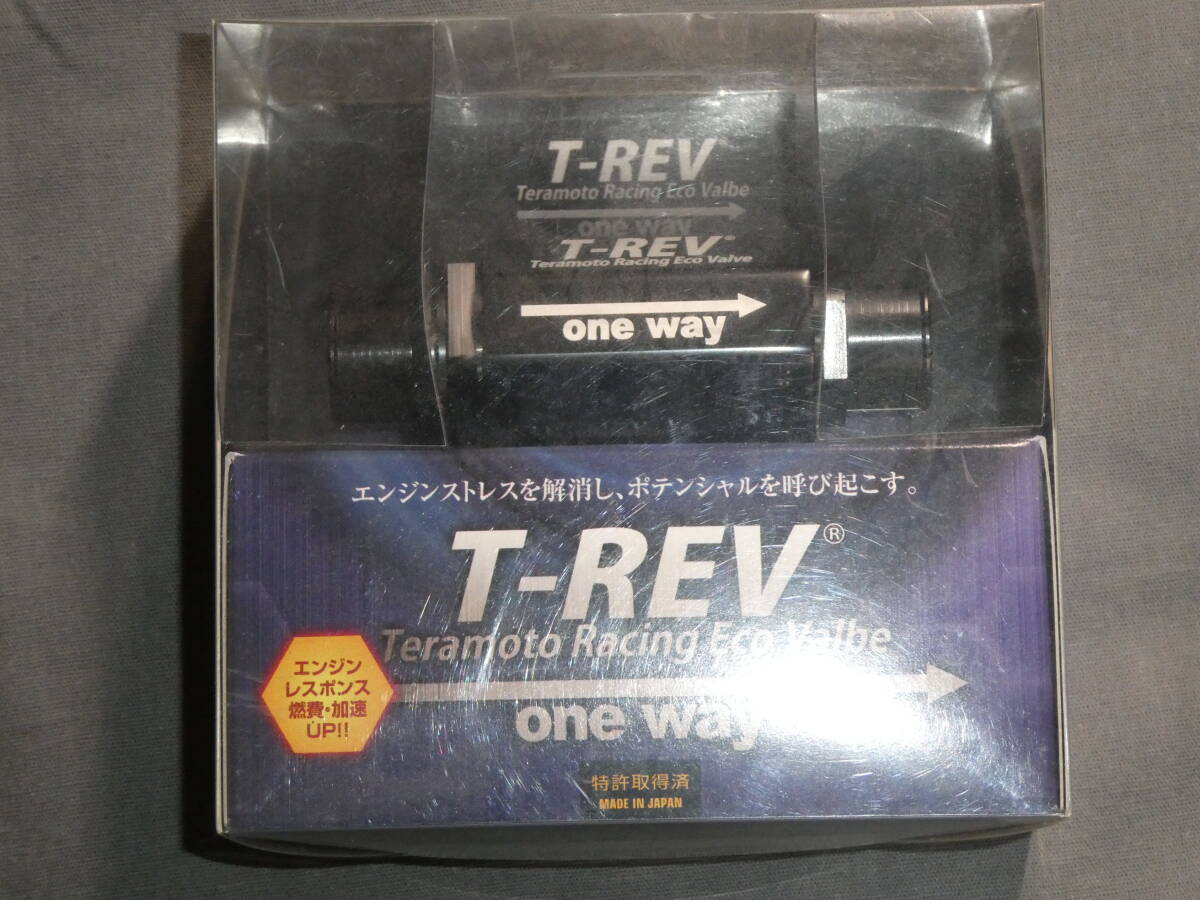 T-REV
Teramoto Racing Eco Valbe
one way
T-REV
Teramoto Racing Eco Valve
one way
エンジンストレスを解消し、ポテンシャルを呼び起こす。
T-REV®
Teramoto Racing Eco Valbe
エンジン
レスポンス
燃費・加速
UP!!
one way
特許取得済
MADE IN JAPAN